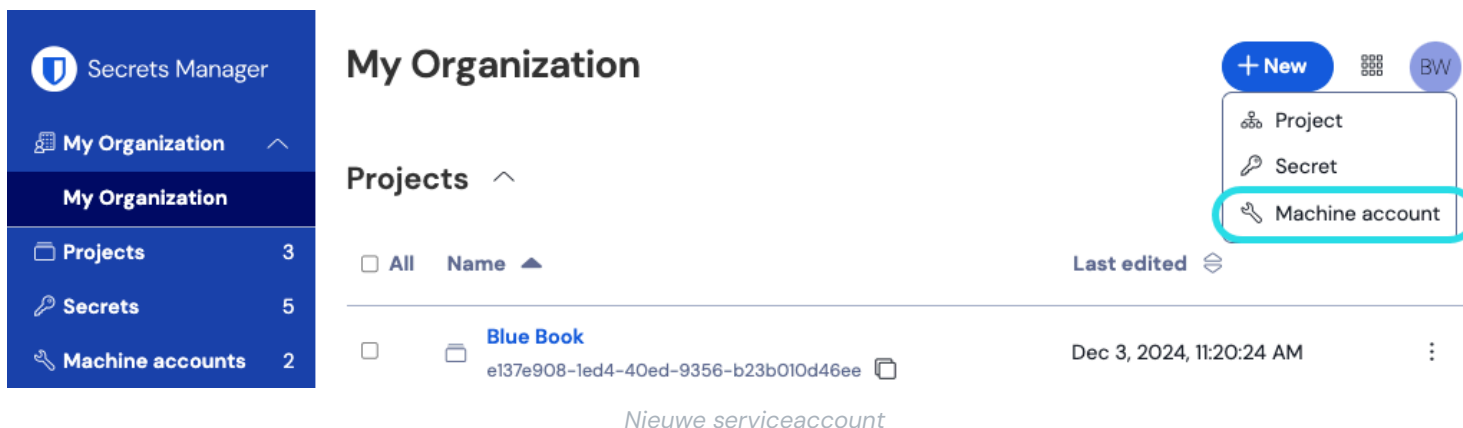 Secrets Manager
My Organization
My Organization
Projects 3
Secrets 5
Machine accounts 2
My Organization
+ New
BW
Project
Secret
Machine account
Projects
All Name Last edited
Blue Book
e137e908-1ed4-40ed-9356-b23b010d46ee
Dec 3, 2024, 11:20:24 AM
Nieuwe serviceaccount